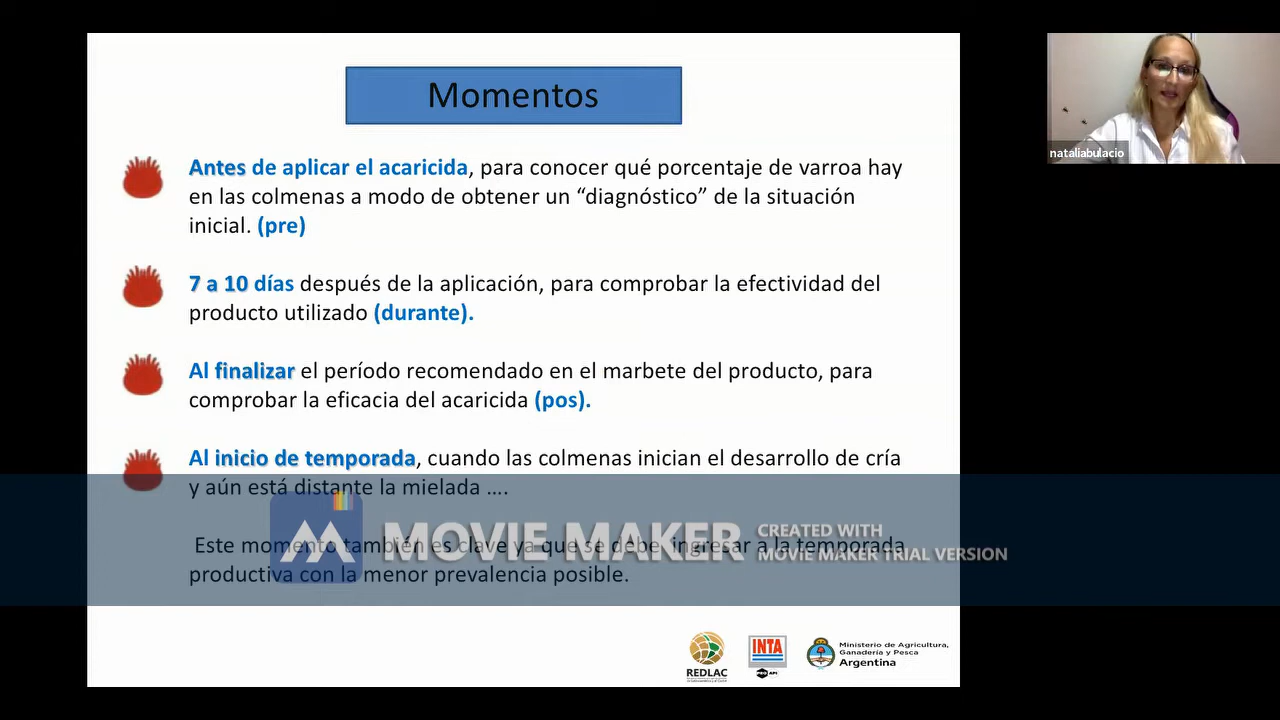 Momentos
Antes de aplicar el acaricida, para conocer qué porcentaje de varroa hay
en las colmenas a modo de obtener un “diagnóstico” de la situación
inicial. (pre)
7 a 10 días después de la aplicación, para comprobar la efectividad del
producto utilizado (durante).
Al finalizar el período recomendado en el marbete del producto, para
comprobar la eficacia del acaricida (pos).
Al inicio de temporada, cuando las colmenas inician el desarrollo de cría
y aún está distante la mielada ....
Este momento también es clave ya que se debe ingresar a la temporada
productiva con la menor prevalencia posible.
MOVIE MAKER
CREATED WITH
MOVIE MAKER TRIAL VERSION
nataliabulacio
REDLAC
INTA
Ministerio de Agricultura,
Ganadería y Pesca
Argentina